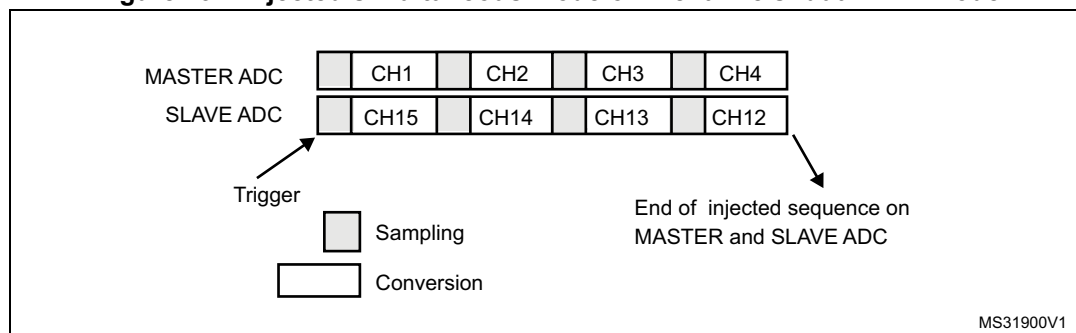 MASTER ADC CH1 CH2 CH3 CH4
SLAVE ADC CH15 CH14 CH13 CH12
Trigger
End of injected sequence on
MASTER and SLAVE ADC
Sampling
Conversion
MS31900V1